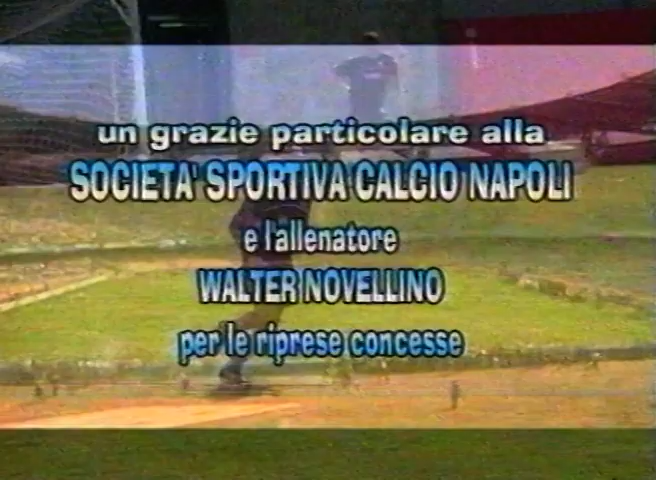 un grazie particolare alla
SOCIETA' SPORTIVA CALCIO NAPOLI
e l'allenatore
WALTER NOVELLINO
per le riprese concesse